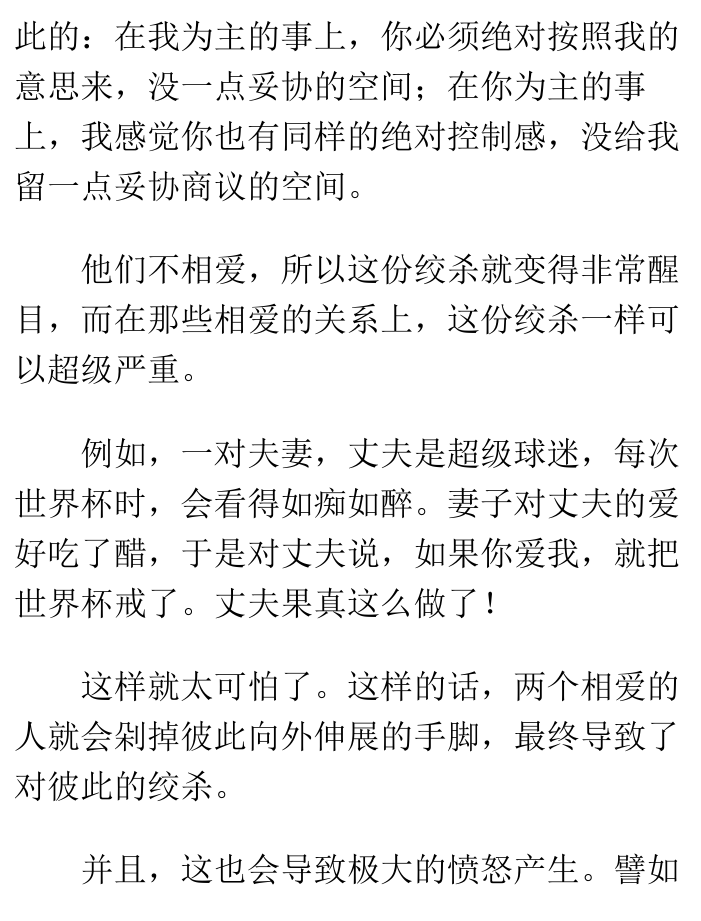 此的：在我为主的事上，你必须绝对按照我的
意思来，没一点妥协的空间；在你为主的事
上，我感觉你也有同样的绝对控制感，没给我
留一点妥协商议的空间。
他们不相爱，所以这份绞杀就变得非常醒
目，而在那些相爱的关系上，这份绞杀一样可
以超级严重。
例如，一对夫妻，丈夫是超级球迷，每次
世界杯时，会看得如痴如醉。妻子对丈夫的爱
好吃了醋，于是对丈夫说，如果你爱我，就把
世界杯戒了。丈夫果真这么做了！
这样就太可怕了。这样的话，两个相爱的
人就会剁掉彼此向外伸展的手脚，最终导致了
对彼此的绞杀。
并且，这也会导致极大的愤怒产生。譬如